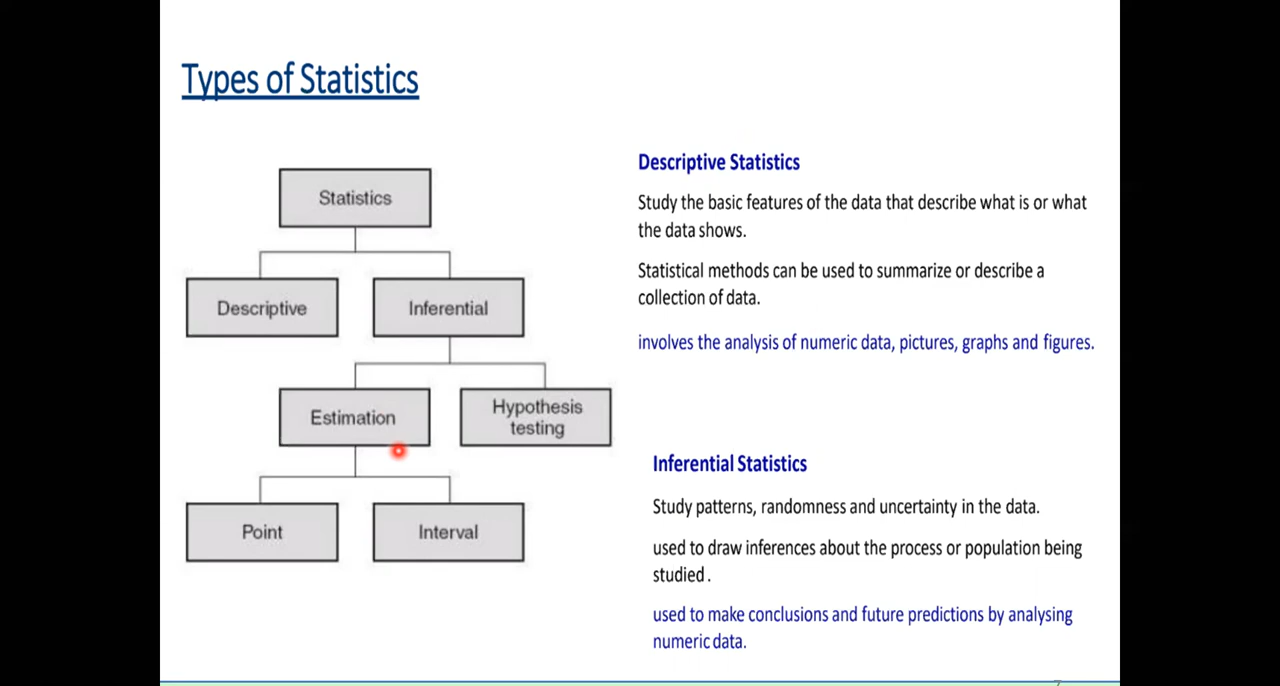 Types of Statistics
Statistics
Descriptive
Inferential
Estimation
Hypothesis
testing
Point
Interval
Descriptive Statistics
Study the basic features of the data that describe what is or what
the data shows.
Statistical methods can be used to summarize or describe a
collection of data.
involves the analysis of numeric data, pictures, graphs and figures.
Inferential Statistics
Study patterns, randomness and uncertainty in the data.
used to draw inferences about the process or population being
studied .
used to make conclusions and future predictions by analysing
numeric data.